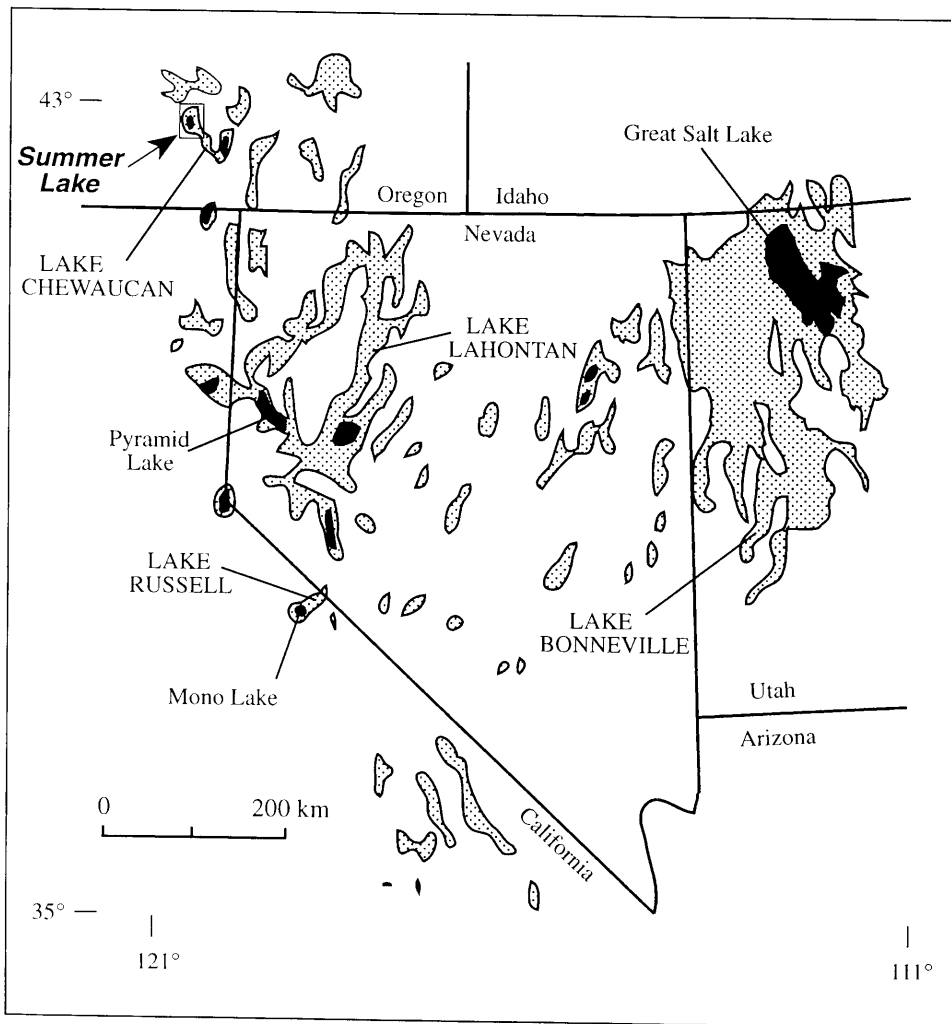 43°
Great Salt Lake
Summer
Lake
Oregon
Idaho
Nevada
LAKE
CHEWAUCAN
LAKE
LAHONTAN
Pyramid
Lake
LAKE
RUSSELL
LAKE
BONNEVILLE
Mono Lake
Utah
Arizona
0
200 km
California
35°
121°
111°